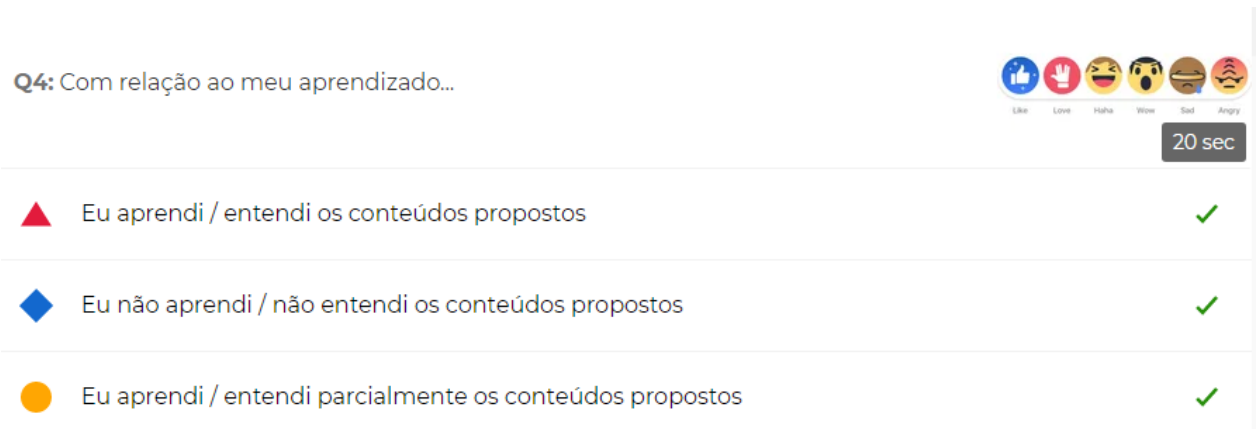 Q4: Com relação ao meu aprendizado...
Like Love Haha Wow Sad Angry
20 sec
Eu aprendi / entendi os conteúdos propostos
Eu não aprendi / não entendi os conteúdos propostos
Eu aprendi / entendi parcialmente os conteúdos propostos